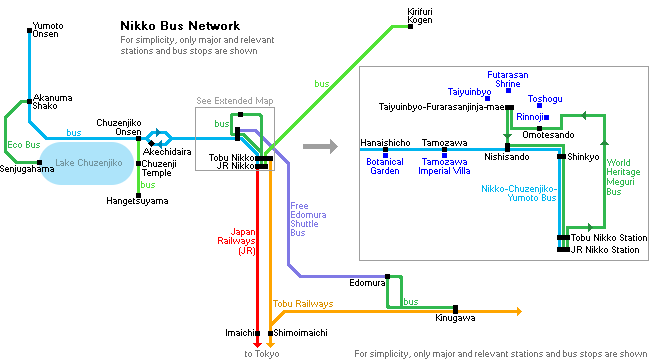 Nikko Bus Network
For simplicity, only major and relevant
stations and bus stops are shown
Yumoto
Onsen
Kirifuri
Kogen
bus
Akanuma
Shako
Chuzenjiko
Onsen
bus
Eco Bus
Akechidaira
Lake Chuzenjiko
Senjugahama
Chuzenji
Temple
bus
Hangetsuyama
See Extended Map
bus
Tobu Nikko
JR Nikko
Free
Edomura
Shuttle
Bus
Japan
Railways
(JR)
Edomura
bus
Tobu Railways
Kinugawa
Imaichi
Shimoimaichi
to Tokyo
Futarasan
Shrine
Taiyuinbyo
Toshogu
Rinnoji
Taiyuinbyo-Furarasanjinja-mae
Omotesando
Hanaishicho
Tamozawa
Nishisando
Shinkyo
Botanical
Garden
Tamozawa
Imperial Villa
World
Heritage
Meguri
Bus
Nikko-Chuzenjiko-
Yumoto Bus
Tobu Nikko Station
JR Nikko Station
For simplicity, only major and relevant stations and bus stops are shown